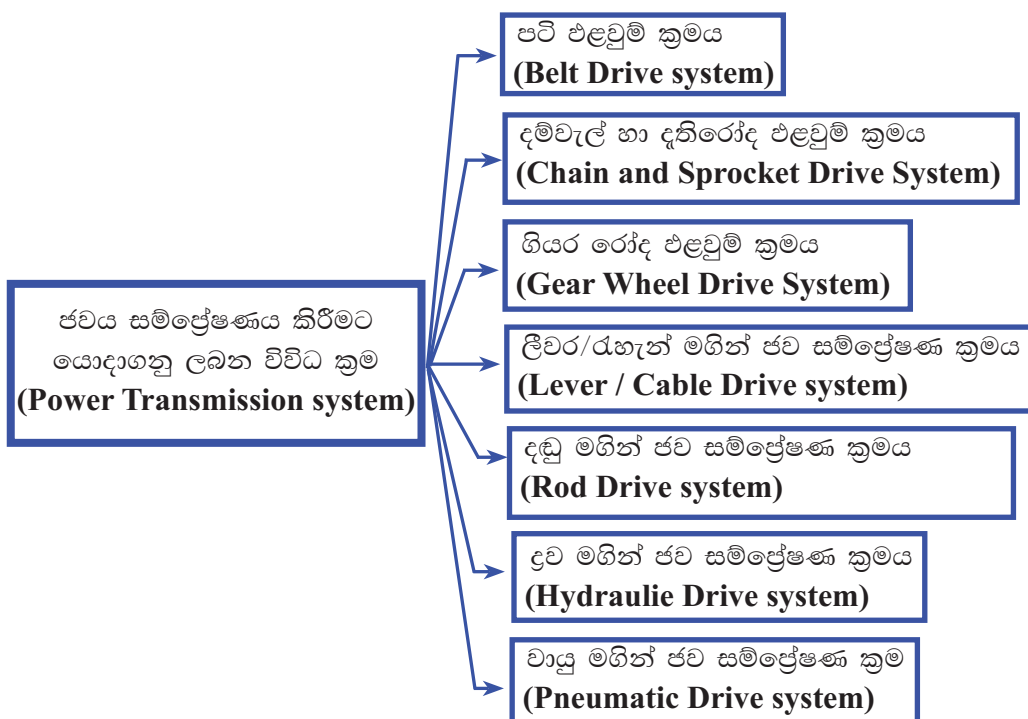 පටි එළවුම් ක්‍රමය
(Belt Drive system)
දම්වැල් හා දැතිරෝද එළවුම් ක්‍රමය
(Chain and Sprocket Drive System)
ගියර රෝද එළවුම් ක්‍රමය
(Gear Wheel Drive System)
ජවය සම්ප්‍රේෂණය කිරීමට
යොදාගනු ලබන විවිධ ක්‍රම
(Power Transmission system)
ලීවර/රැහැන් මගින් ජව සම්ප්‍රේෂණ ක්‍රමය
(Lever / Cable Drive system)
දඬු මගින් ජව සම්ප්‍රේෂණ ක්‍රමය
(Rod Drive system)
ද්‍රව මගින් ජව සම්ප්‍රේෂණ ක්‍රමය
(Hydraulie Drive system)
වායු මගින් ජව සම්ප්‍රේෂණ ක්‍රම
(Pneumatic Drive system)